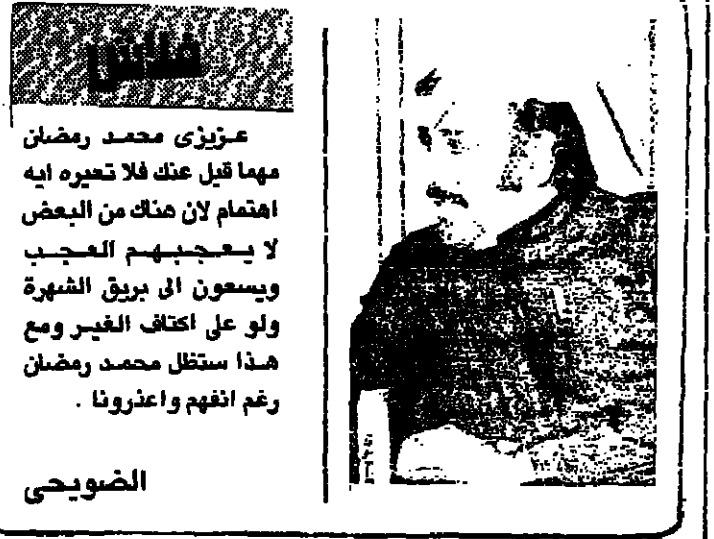 فلاش
عزيزى محمد رمضان
مهما قيل عنك فلا تعيره ايه
اهتمام لان هناك من البعض
لا يعجبهم العجب
ويسعون الى بريق الشهرة
ولو على اكتاف الغير ومع
هذا ستظل محمد رمضان
رغم انفهم واعذرونا .
الضويحى